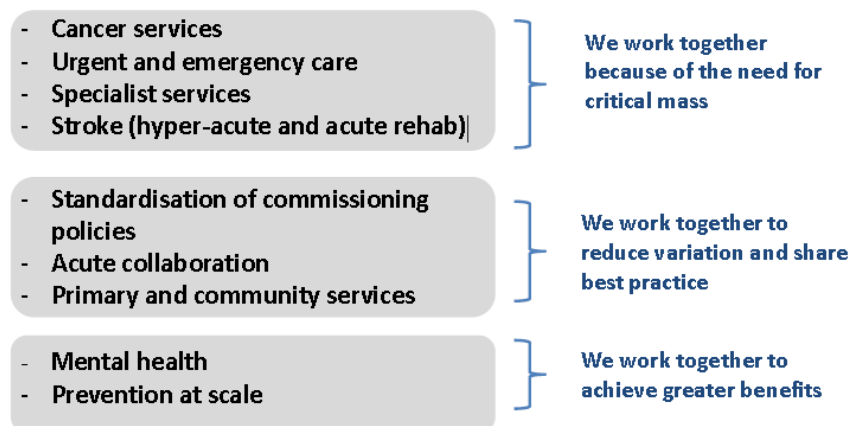 - Cancer services
- Urgent and emergency care
- Specialist services
- Stroke (hyper-acute and acute rehab)
We work together
because of the need for
critical mass
- Standardisation of commissioning
policies
- Acute collaboration
- Primary and community services
We work together to
reduce variation and share
best practice
- Mental health
- Prevention at scale
We work together to
achieve greater benefits